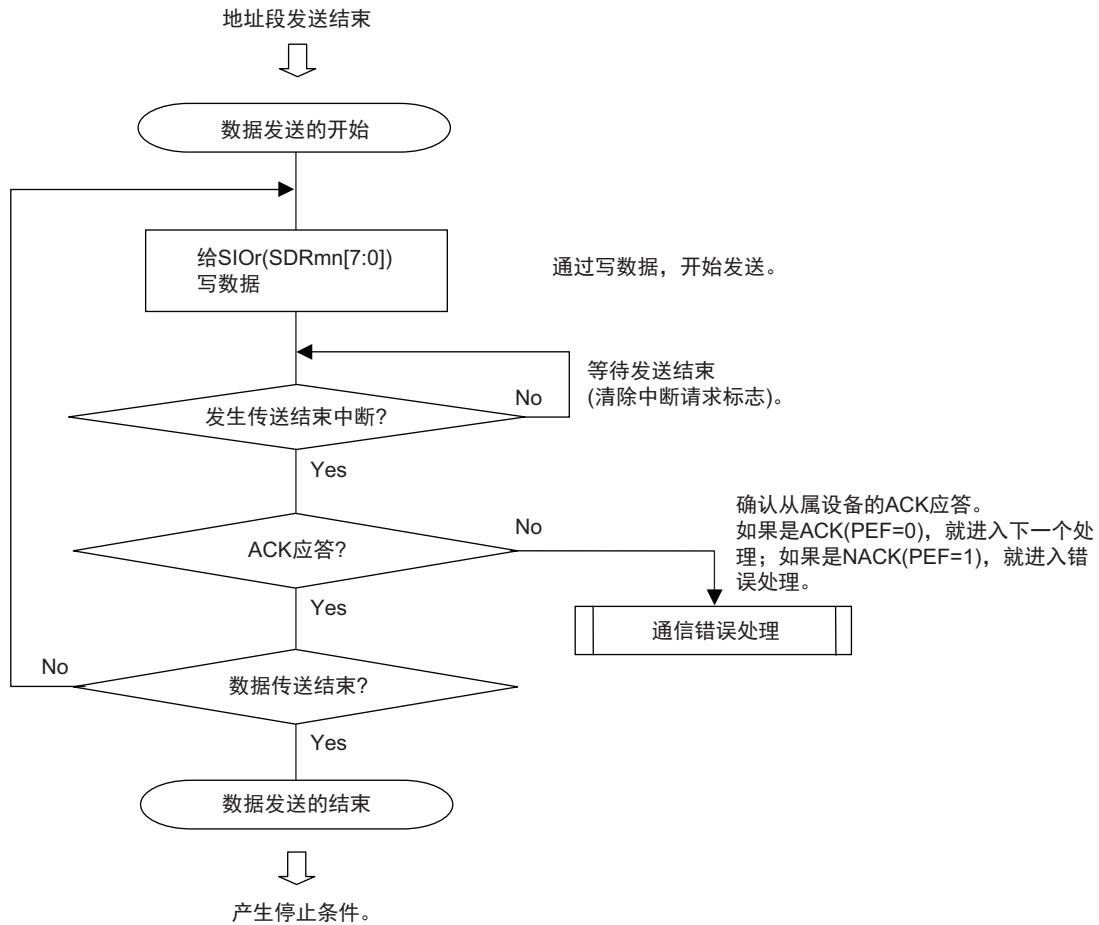 地址段发送结束
数据发送的开始
给SIOr(SDRmn[7:0])
写数据
通过写数据，开始发送。
等待发送结束
(清除中断请求标志)。
No
发生传送结束中断?
Yes
确认从属设备的ACK应答。
如果是ACK(PEF=0)，就进入下一个处
理；如果是NACK(PEF=1)，就进入错
误处理。
No
ACK应答?
Yes
通信错误处理
No
数据传送结束?
Yes
数据发送的结束
产生停止条件。